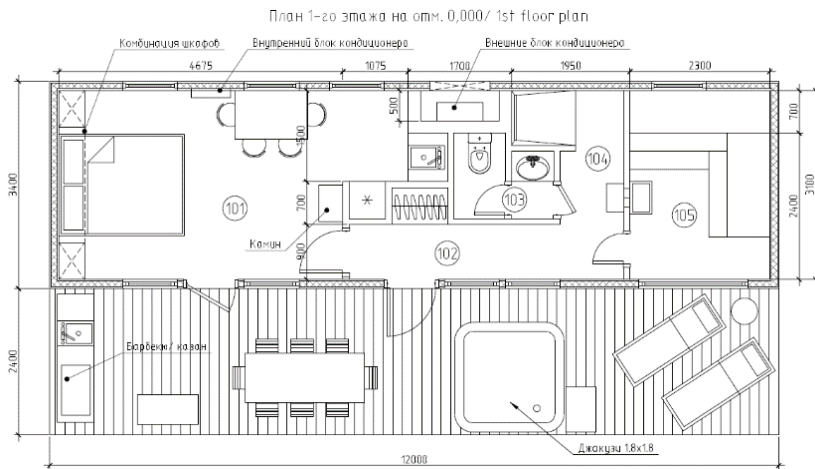 План 1-го этажа на отм. 0,000/ 1st floor plan
Комбинация шкафов
Внутренний блок кондиционера
Внешние блок кондиционера
4675
1075
1700
1950
2300
500
700
1500
3400
3100
104
101
103
700
2400
105
Камин
900
102
2400
Барбекю/ казан
Джакузи 1.8х1.8
12000